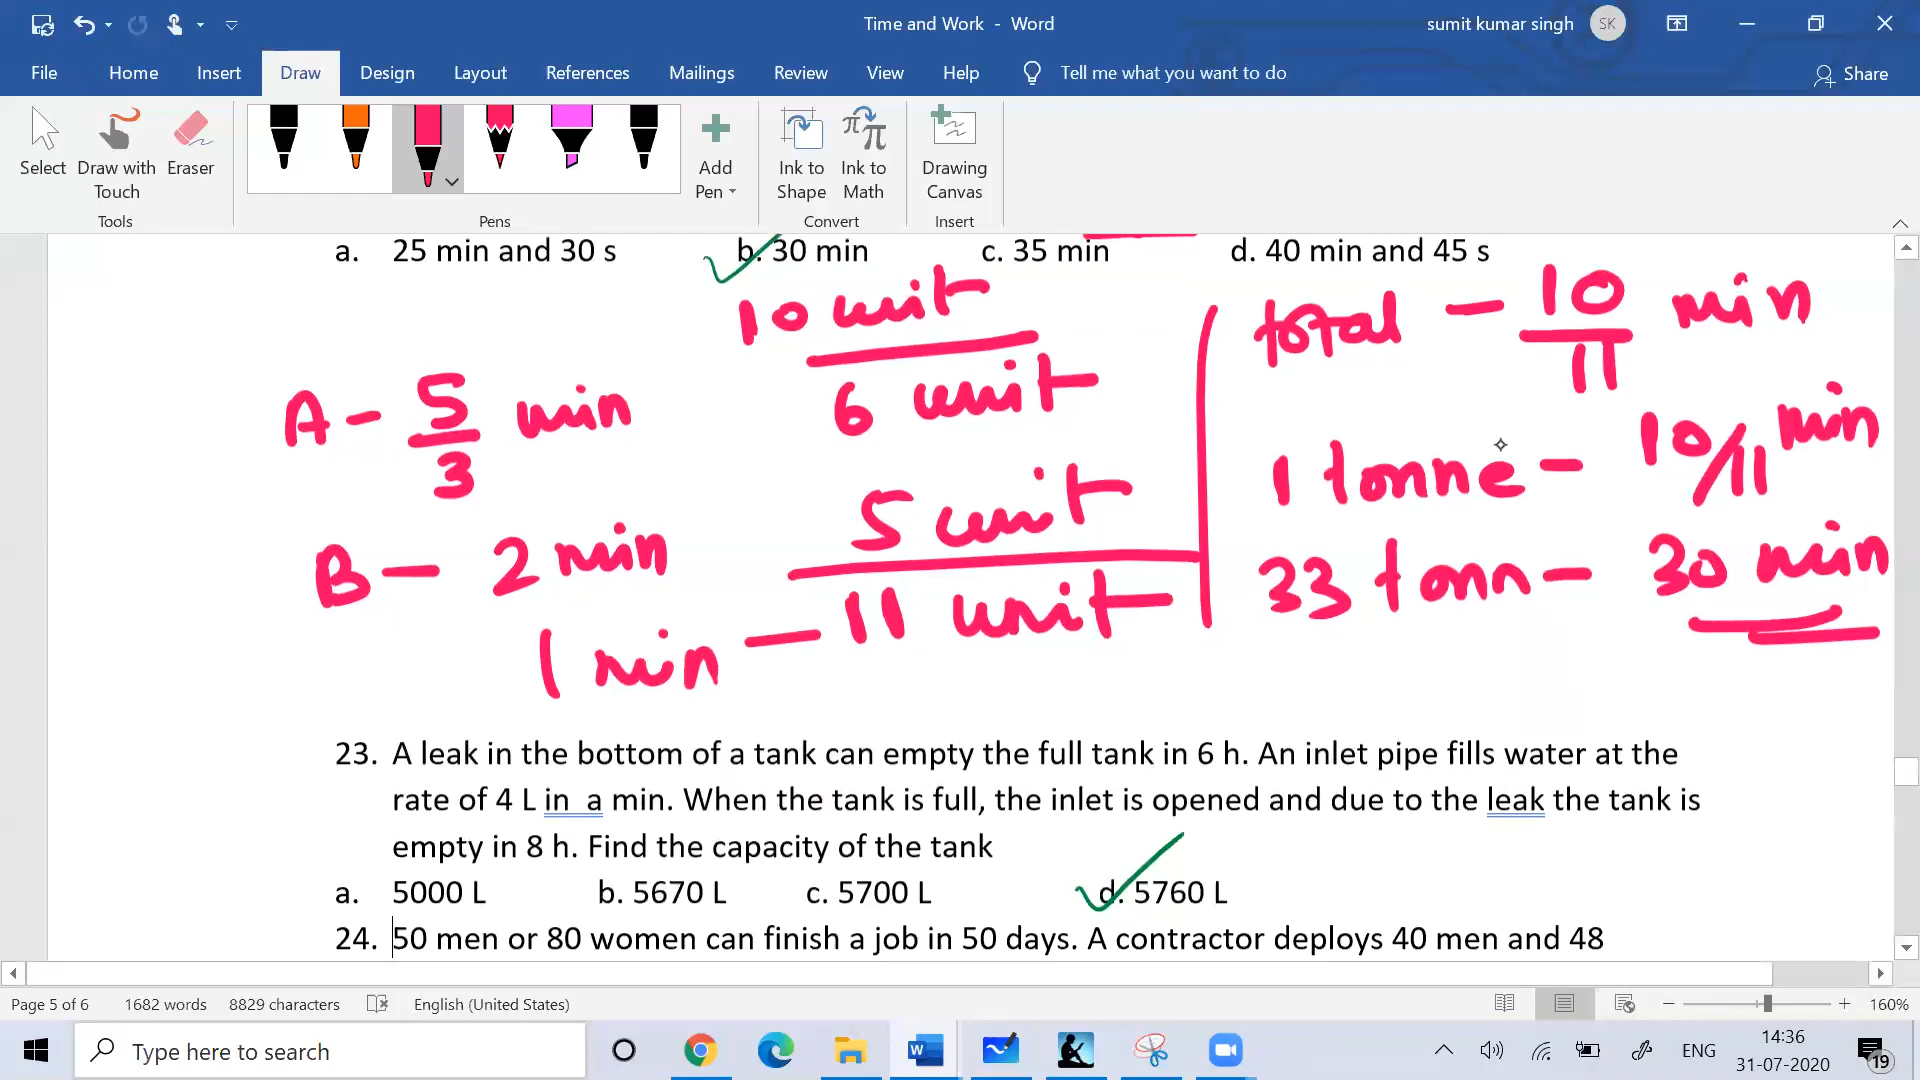 Time and Work - Word
sumit kumar singh
SK
File Home Insert Draw Design Layout References Mailings Review View Help Tell me what you want to do Share
Select Draw with Touch Eraser
Add Pen
Ink to Shape Ink to Math
Drawing Canvas
Tools Pens Convert Insert
a. 25 min and 30 s b. 30 min c. 35 min d. 40 min and 45 s
10 unit
6 unit
A - 5/3 min
B - 2 min
5 unit
1 min - 11 unit
total - 10/11 min
1 tonne - 10/11 min
33 tonn - 30 min
23. A leak in the bottom of a tank can empty the full tank in 6 h. An inlet pipe fills water at the
rate of 4 L in a min. When the tank is full, the inlet is opened and due to the leak the tank is
empty in 8 h. Find the capacity of the tank
a. 5000 L b. 5670 L c. 5700 L d. 5760 L
24. 50 men or 80 women can finish a job in 50 days. A contractor deploys 40 men and 48
Page 5 of 6 1682 words 8829 characters English (United States) 160%
Type here to search
ENG
14:36
31-07-2020
19